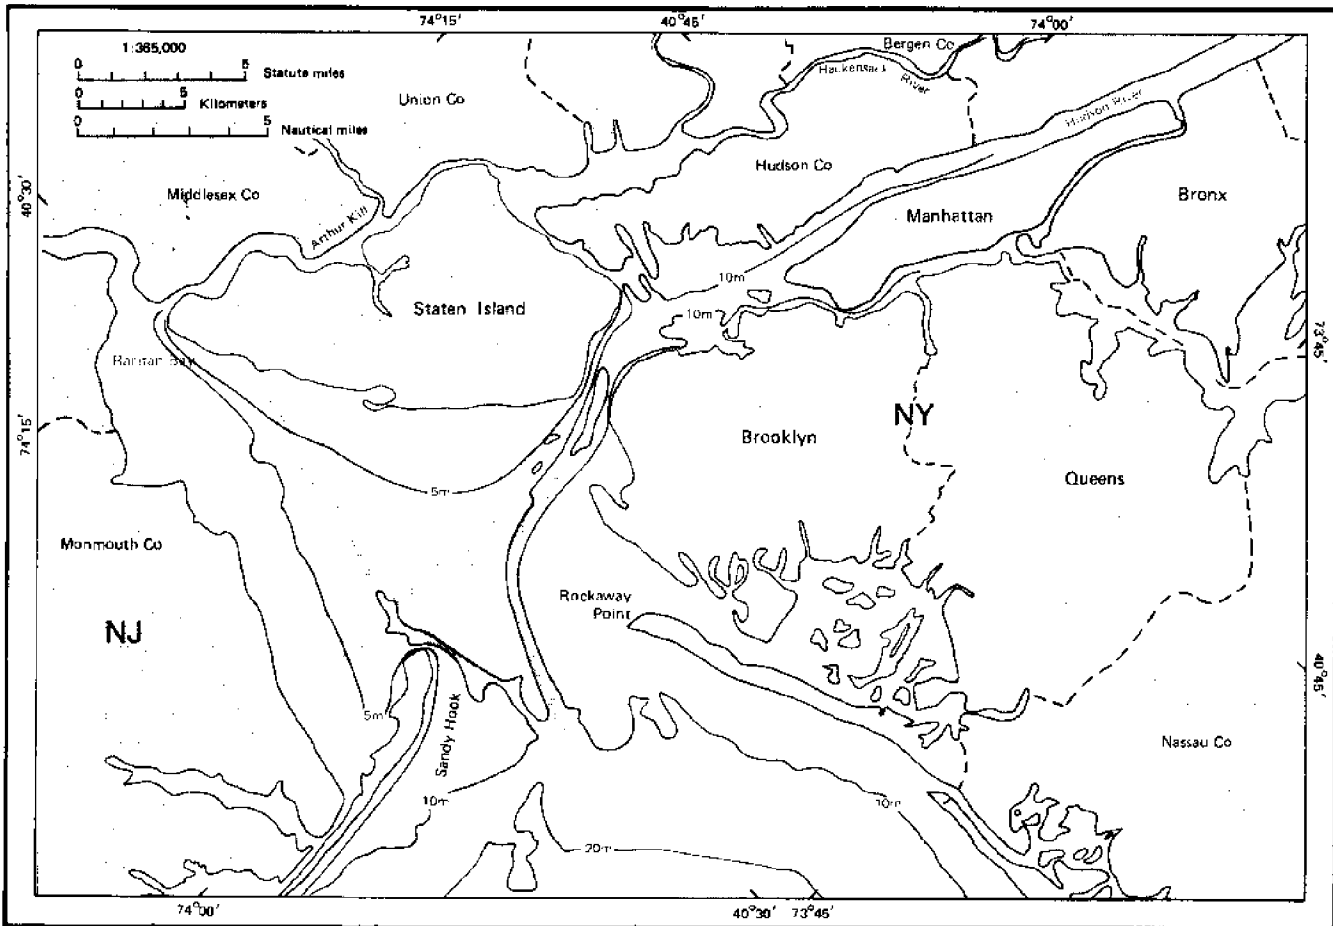 74°15'
40°45'
74°00'
1:365,000
0 5
Statute miles
0 5
Kilometers
0 5
Nautical miles
Union Co
Bergen Co
Hackensack
River
Hudson River
Hudson Co
Middlesex Co
40°30'
Arthur Kill
Manhattan
Bronx
10m
Staten Island
10m
Raritan Bay
73°45'
74°15'
NY
Brooklyn
Queens
5m
Monmouth Co
Rockaway
Point
NJ
40°45'
5m
Sandy Hook
Nassau Co
10m
10m
20m
74°00'
40°30' 73°45'